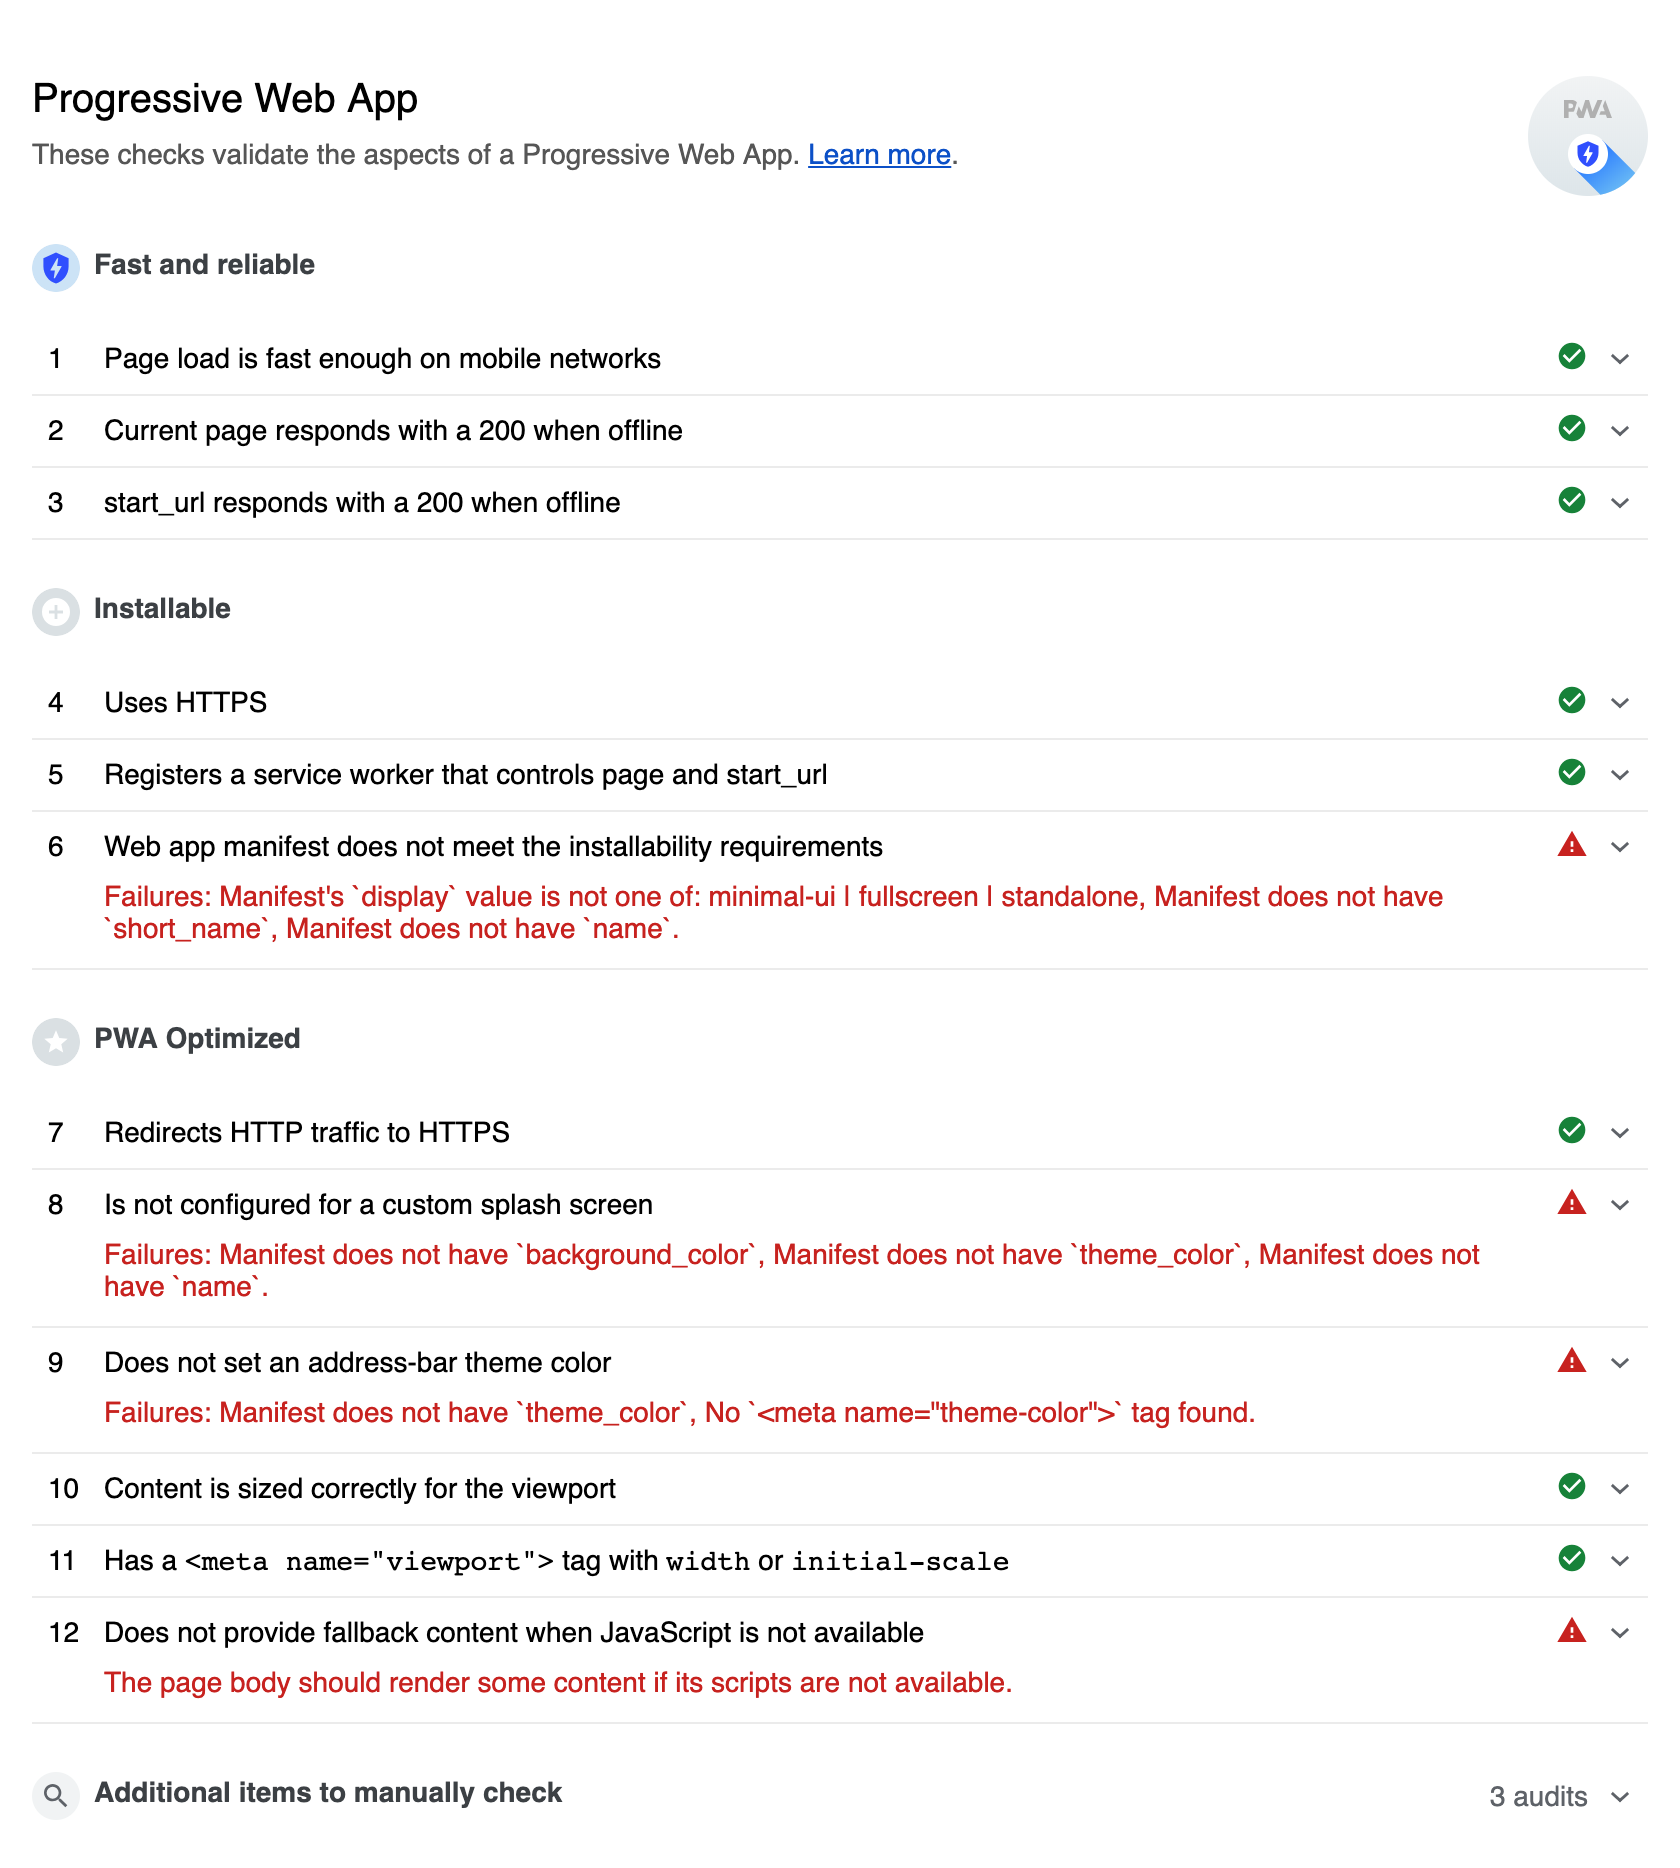 Progressive Web App
These checks validate the aspects of a Progressive Web App. Learn more.
PWA
Fast and reliable
1 Page load is fast enough on mobile networks
2 Current page responds with a 200 when offline
3 start_url responds with a 200 when offline
Installable
4 Uses HTTPS
5 Registers a service worker that controls page and start_url
6 Web app manifest does not meet the installability requirements
Failures: Manifest's `display` value is not one of: minimal-ui | fullscreen | standalone, Manifest does not have
`short_name`, Manifest does not have `name`.
PWA Optimized
7 Redirects HTTP traffic to HTTPS
8 Is not configured for a custom splash screen
Failures: Manifest does not have `background_color`, Manifest does not have `theme_color`, Manifest does not
have `name`.
9 Does not set an address-bar theme color
Failures: Manifest does not have `theme_color`, No `<meta name="theme-color">` tag found.
10 Content is sized correctly for the viewport
11 Has a <meta name="viewport"> tag with width or initial-scale
12 Does not provide fallback content when JavaScript is not available
The page body should render some content if its scripts are not available.
Additional items to manually check 3 audits